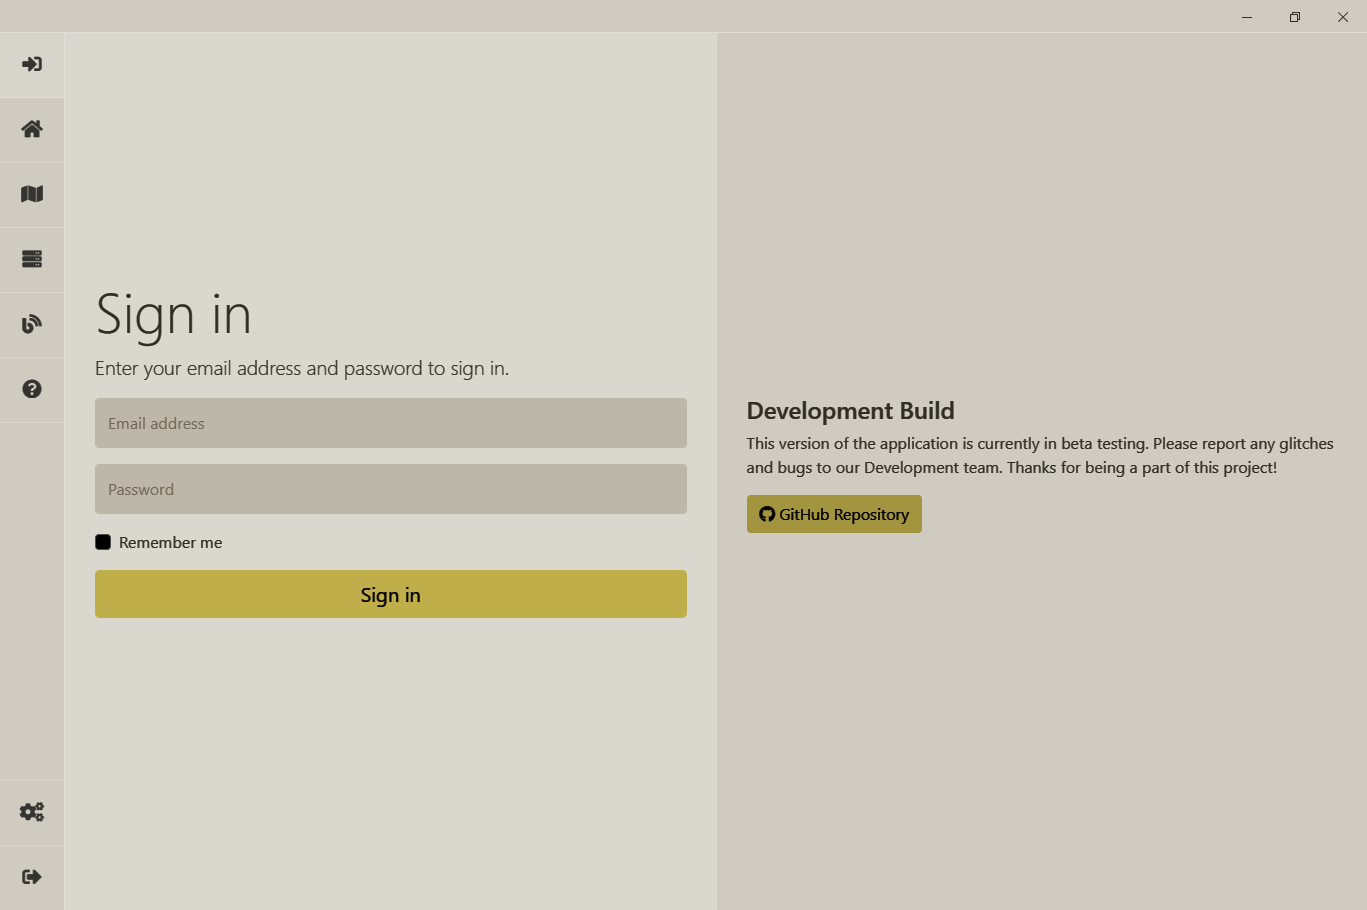 Sign in
Enter your email address and password to sign in.
Email address
Password
Remember me
Sign in
Development Build
This version of the application is currently in beta testing. Please report any glitches
and bugs to our Development team. Thanks for being a part of this project!
GitHub Repository